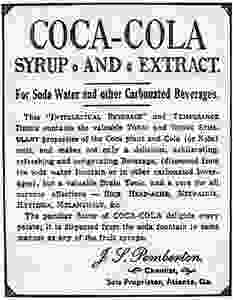 COCA-COLA
SYRUP • AND • EXTRACT.
For Soda Water and other Carbonated Beverages.
This "INTELLECTUAL BEVERAGE" and TEMPERANCE
DRINK contains the valuable TONIC and NERVE STIM-
ULANT properties of the Coca plant and Cola (or Kola)
nuts, and makes not only a delicious, exhilarating,
refreshing and invigorating Beverage, (dispensed from
the soda water fountain or in other carbonated bever-
ages), but a valuable Brain Tonic, and a cure for all
nervous affections — SICK HEAD-ACHE, NEURALGIA,
HYSTERIA, MELANCHOLY, &c.
The peculiar flavor of COCA-COLA delights every
palate; it is dispensed from the soda fountain in same
manner as any of the fruit syrups.
J. S. Pemberton,
Chemist,
Sole Proprietor, Atlanta, Ga.